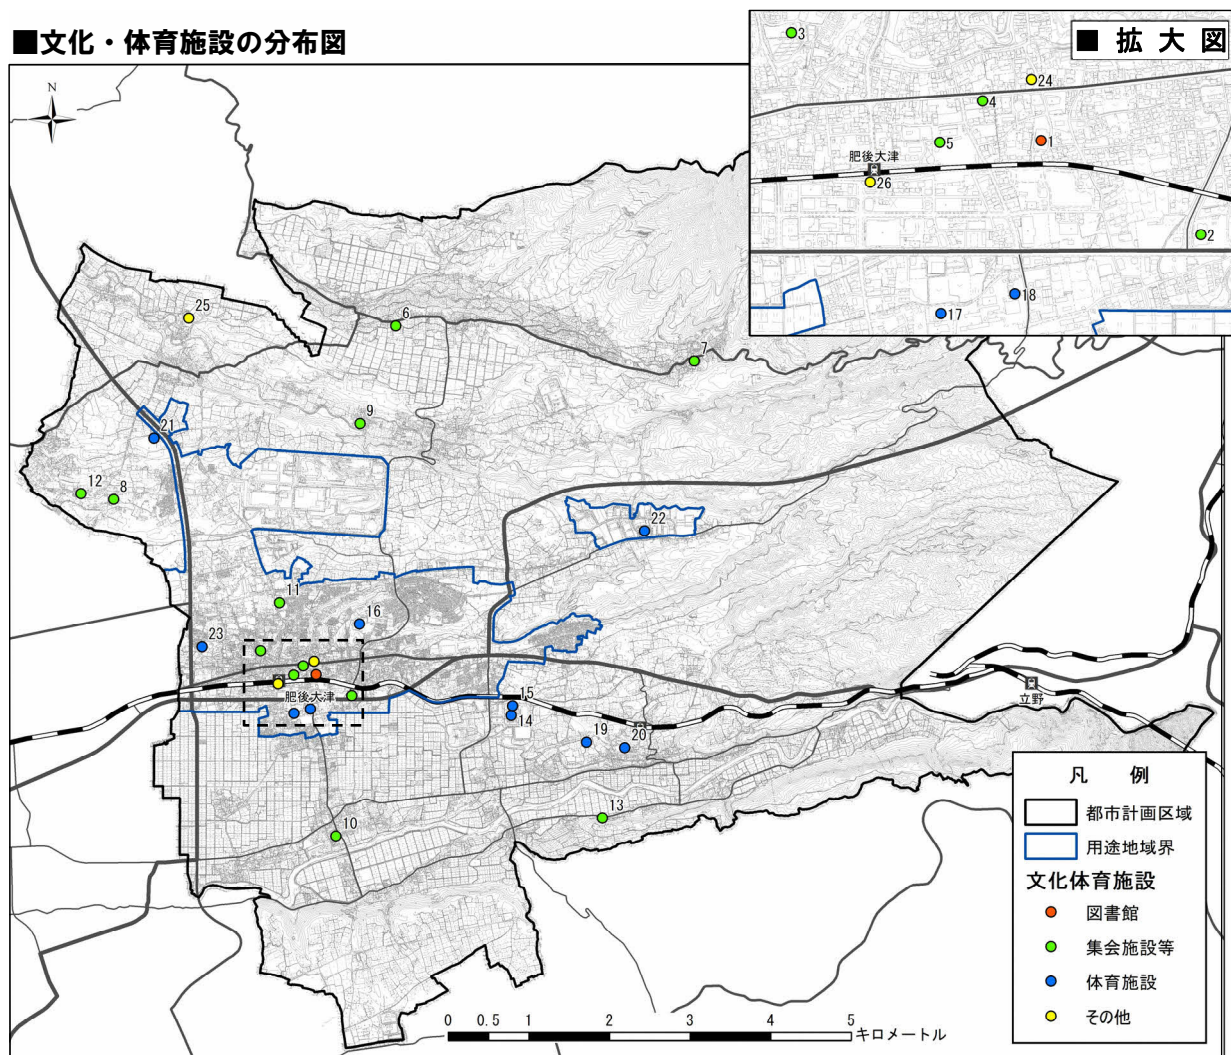 ■文化・体育施設の分布図
■ 拡 大 図
3
24
4
5
1
肥後大津
26
2
18
17
N
25
6
7
9
21
12
8
22
11
16
23
肥後大津
15
14
19
20
立野
13
10
凡 例
都市計画区域
用途地域界
文化体育施設
図書館
集会施設等
体育施設
その他
0 0.5 1 2 3 4 5
キロメートル